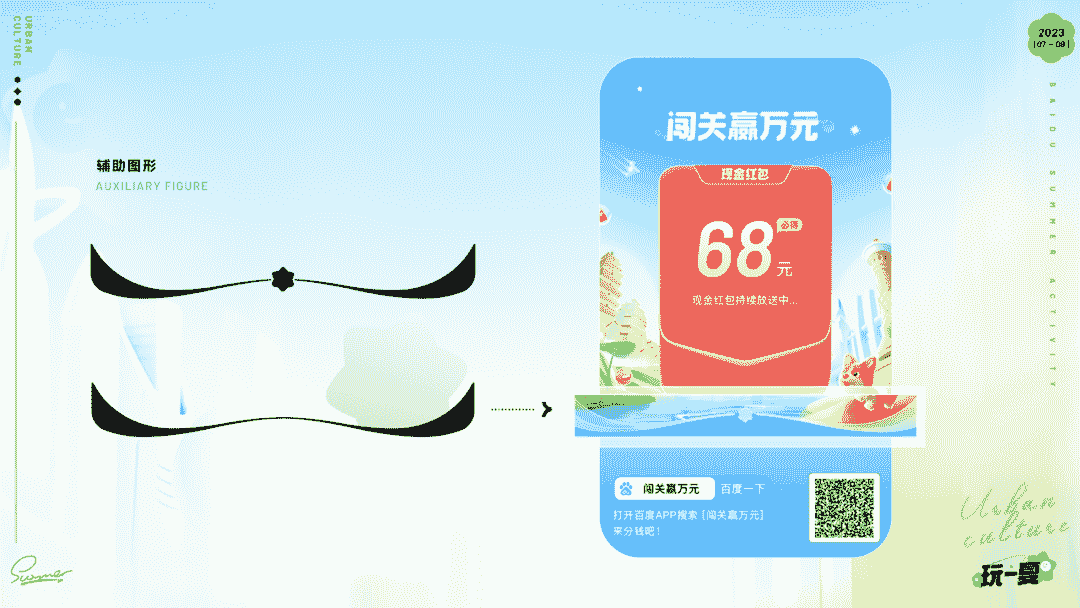 URBAN
CULTURE
2023
[07-08]
BAIDU SUMMER ACTIVITY
辅助图形
AUXILIARY FIGURE
闯关赢万元
现金红包
68
必得
元
现金红包持续放送中...
闯关赢万元
百度一下
打开百度APP搜索 [闯关赢万元]
来分钱吧!
Urban
culture
玩一夏
Summer